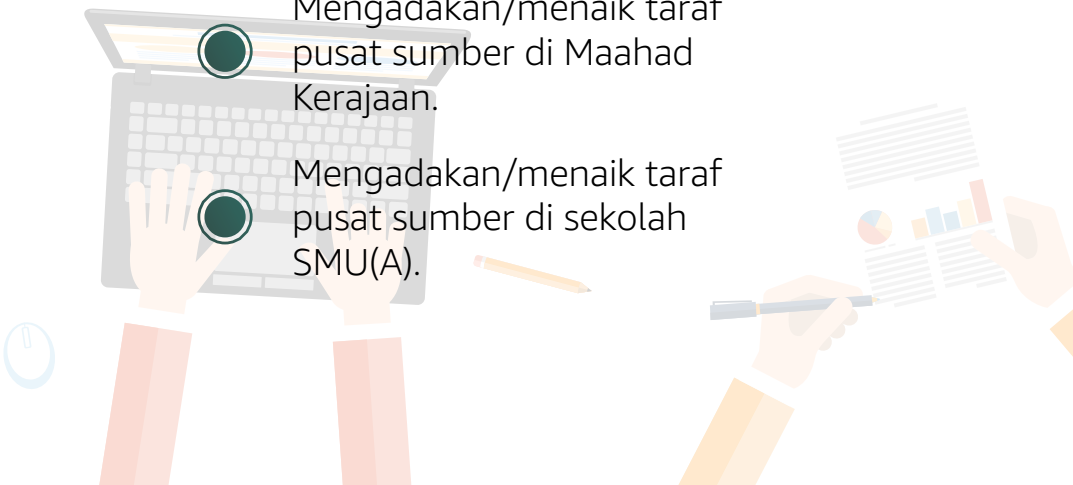 Mengadakan/menaik taraf
pusat sumber di Maahad
Kerajaan.
Mengadakan/menaik taraf
pusat sumber di sekolah
SMU(A).